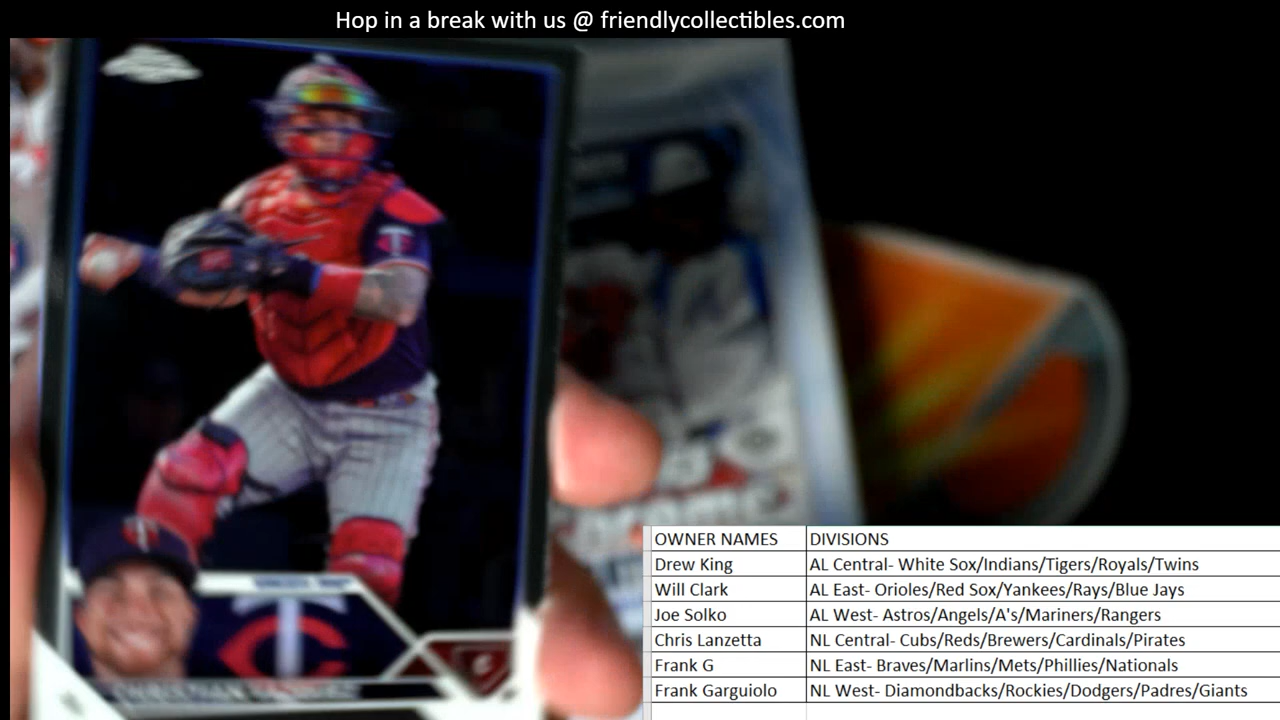 Hop in a break with us @ friendlycollectibles.com
TC
OWNER NAMES DIVISIONS
Drew King AL Central- White Sox/Indians/Tigers/Royals/Twins
Will Clark AL East- Orioles/Red Sox/Yankees/Rays/Blue Jays
Joe Solko AL West- Astros/Angels/A's/Mariners/Rangers
Chris Lanzetta NL Central- Cubs/Reds/Brewers/Cardinals/Pirates
Frank G NL East- Braves/Marlins/Mets/Phillies/Nationals
Frank Garguiolo NL West- Diamondbacks/Rockies/Dodgers/Padres/Giants